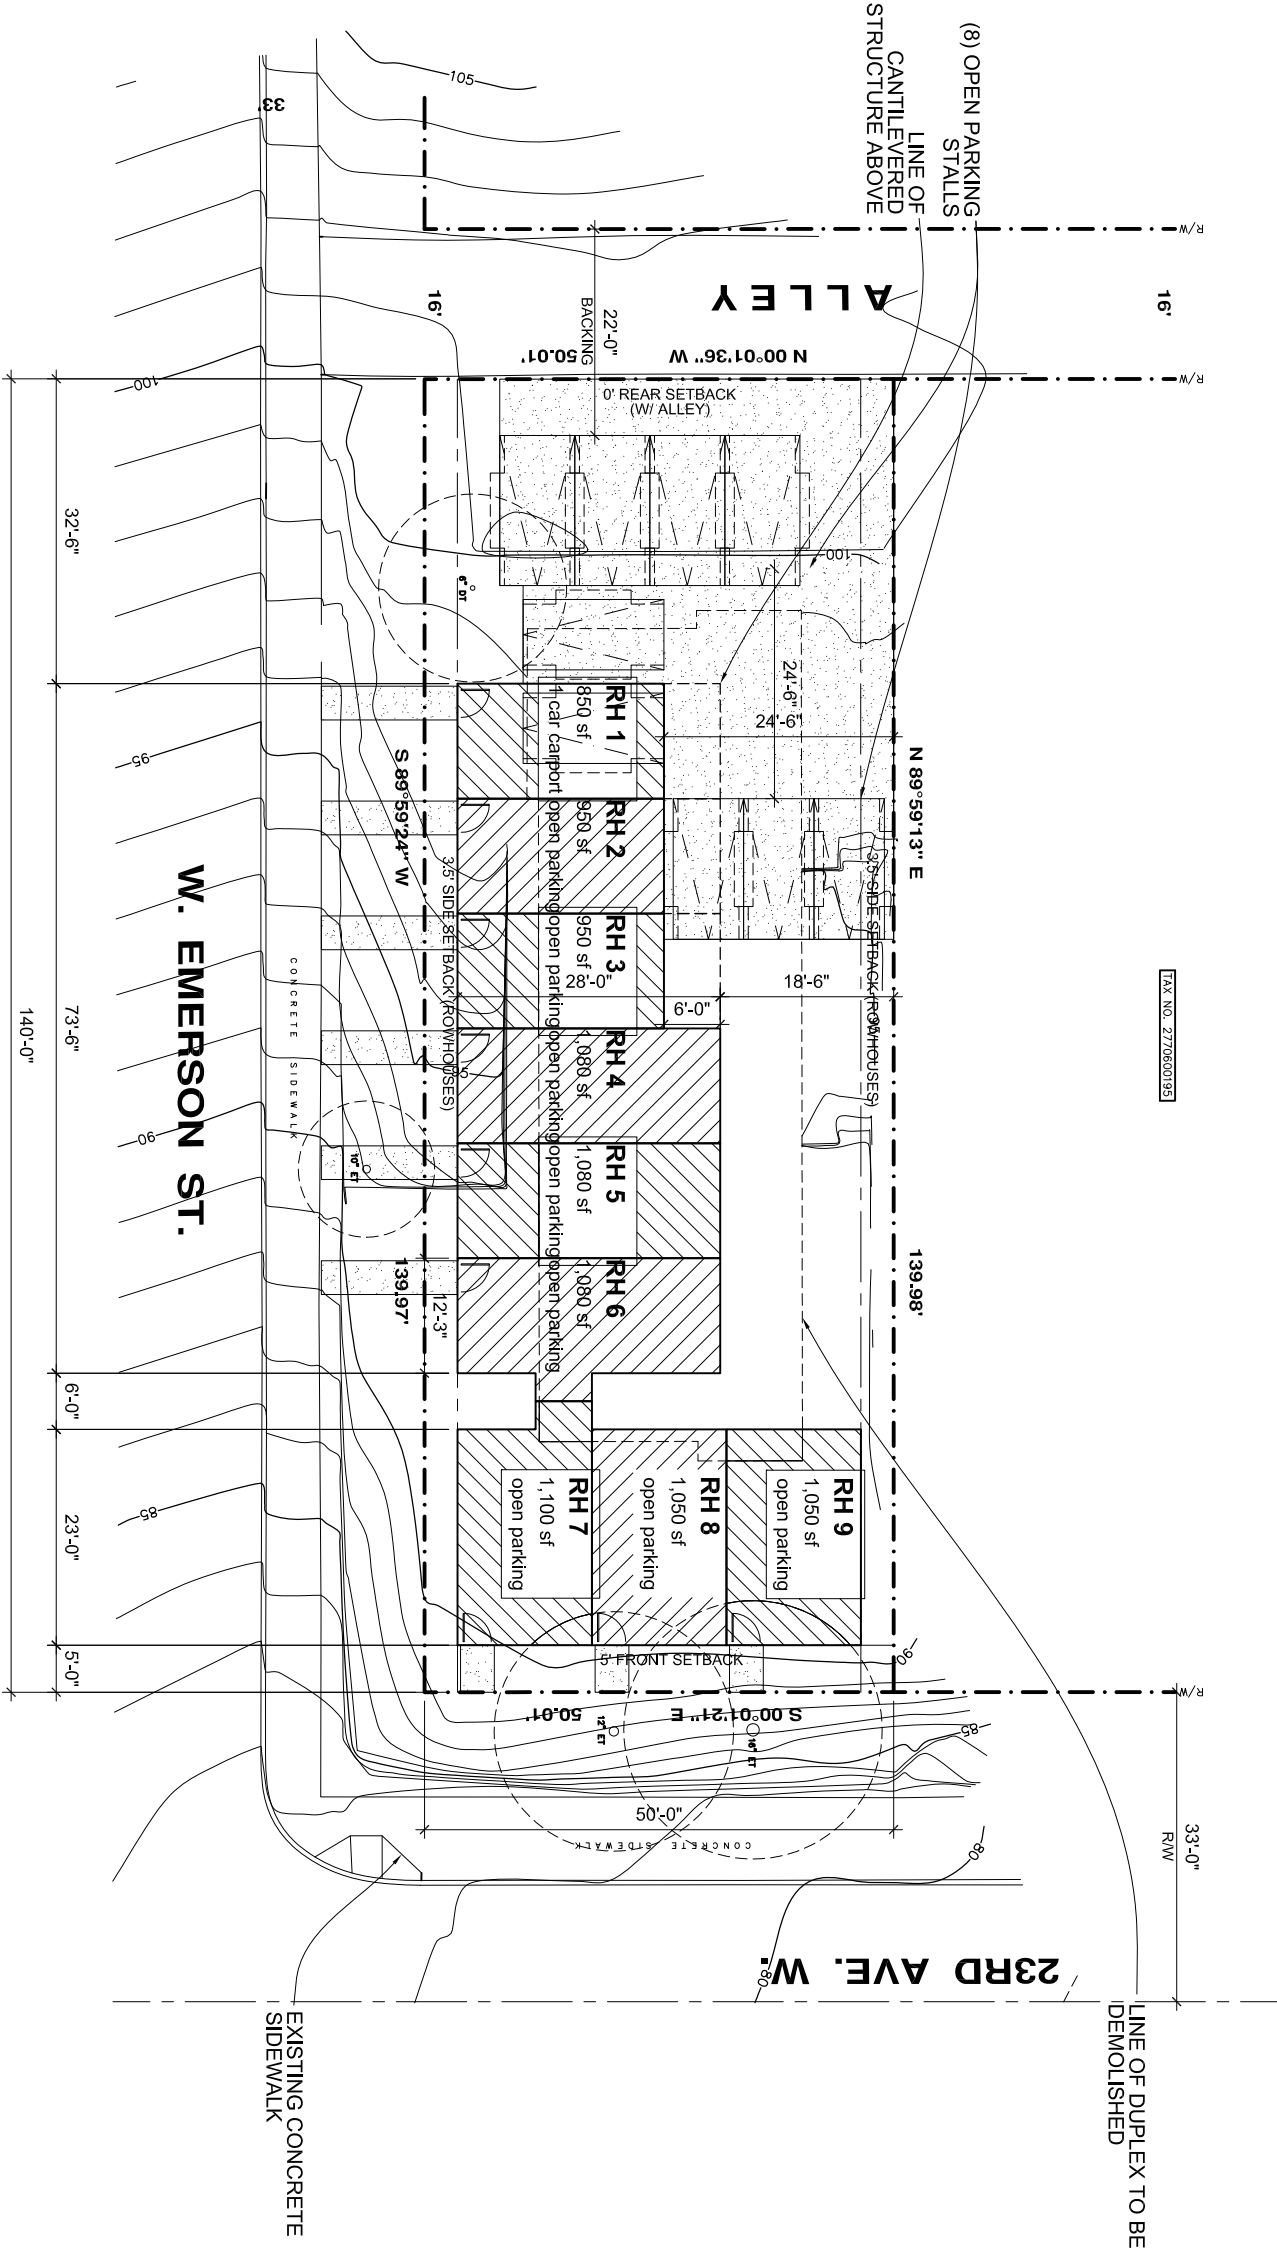 (8) OPEN PARKING
STALLS
LINE OF
CANTILEVERED
STRUCTURE ABOVE
105
33'
R/W
16'
16'
ALLEY
22'-0"
BACKING
N 00°01'36" W
50.01'
R/W
0' REAR SETBACK
(W/ ALLEY)
100
100
32'-6"
6" DT
24'-6"
24'-6"
RH 1
850 sf
1 car carport
RH 2
950 sf
open parking
RH 3
950 sf
open parking
RH 4
1,080 sf
open parking
RH 5
1,080 sf
open parking
RH 6
1,080 sf
open parking
RH 7
1,100 sf
open parking
RH 8
1,050 sf
open parking
RH 9
1,050 sf
open parking
N 89°59'13" E
139.98'
S 89°59'24" W
139.97'
3.5' SIDE SETBACK (ROWHOUSES)
3.5' SIDE SETBACK (ROWHOUSES)
95
95
95
28'-0"
18'-6"
6'-0"
TAX NO. 2770600195
CONCRETE SIDEWALK
W. EMERSON ST.
73'-6"
140'-0"
90
10" ET
12'-3"
6'-0"
23'-0"
5'-0"
85
5' FRONT SETBACK
90
R/W
S 00°01'21" E
50.01'
12" ET
16" ET
85
50'-0"
CONCRETE SIDEWALK
80
80
33'-0"
R/W
23RD AVE. W.
LINE OF DUPLEX TO BE
DEMOLISHED
EXISTING CONCRETE
SIDEWALK